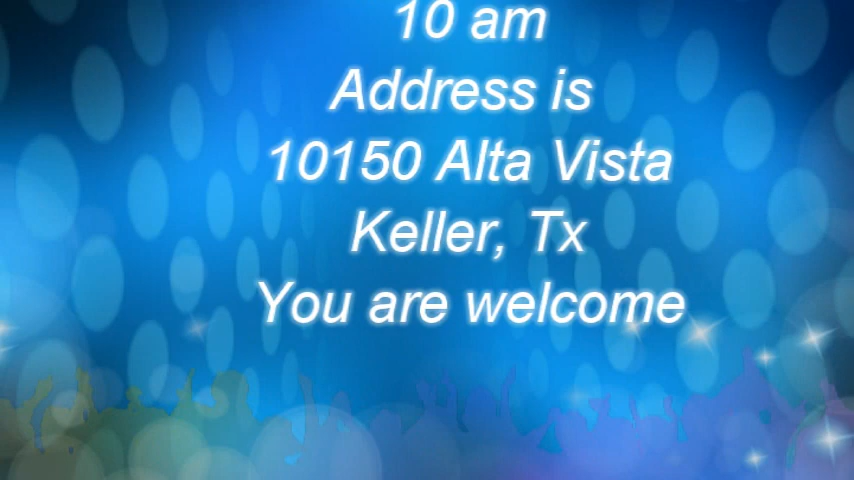 10 am
Address is
10150 Alta Vista
Keller, Tx
You are welcome